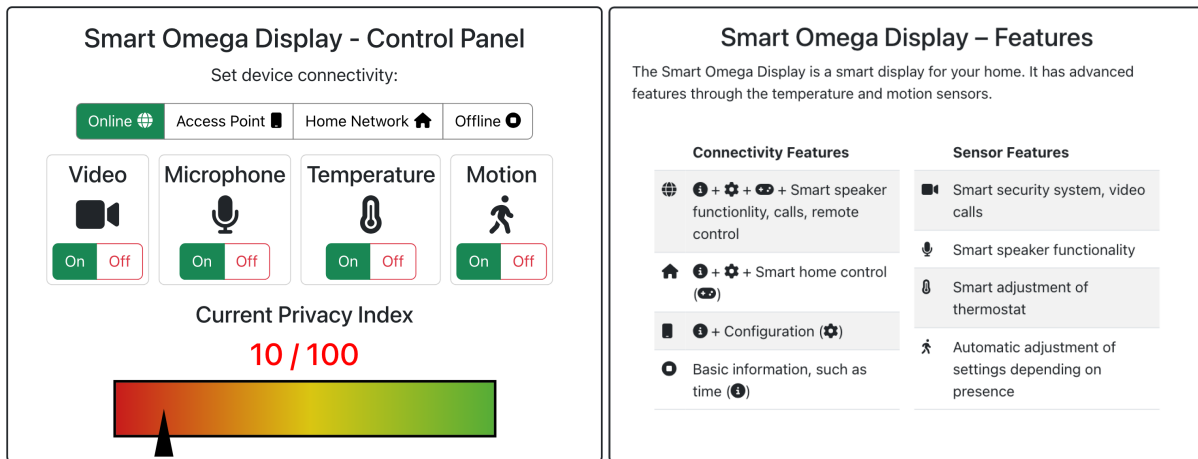 Smart Omega Display - Control Panel
Set device connectivity:
Online
Access Point
Home Network
Offline
Video
Microphone
Temperature
Motion
On Off
On Off
On Off
On Off
Current Privacy Index
10 / 100
Smart Omega Display – Features
The Smart Omega Display is a smart display for your home. It has advanced
features through the temperature and motion sensors.
Connectivity Features
+ + + Smart speaker
functionlity, calls, remote
control
+ + Smart home control
( )
+ Configuration ( )
Basic information, such as
time ( )
Sensor Features
Smart security system, video
calls
Smart speaker functionality
Smart adjustment of
thermostat
Automatic adjustment of
settings depending on
presence